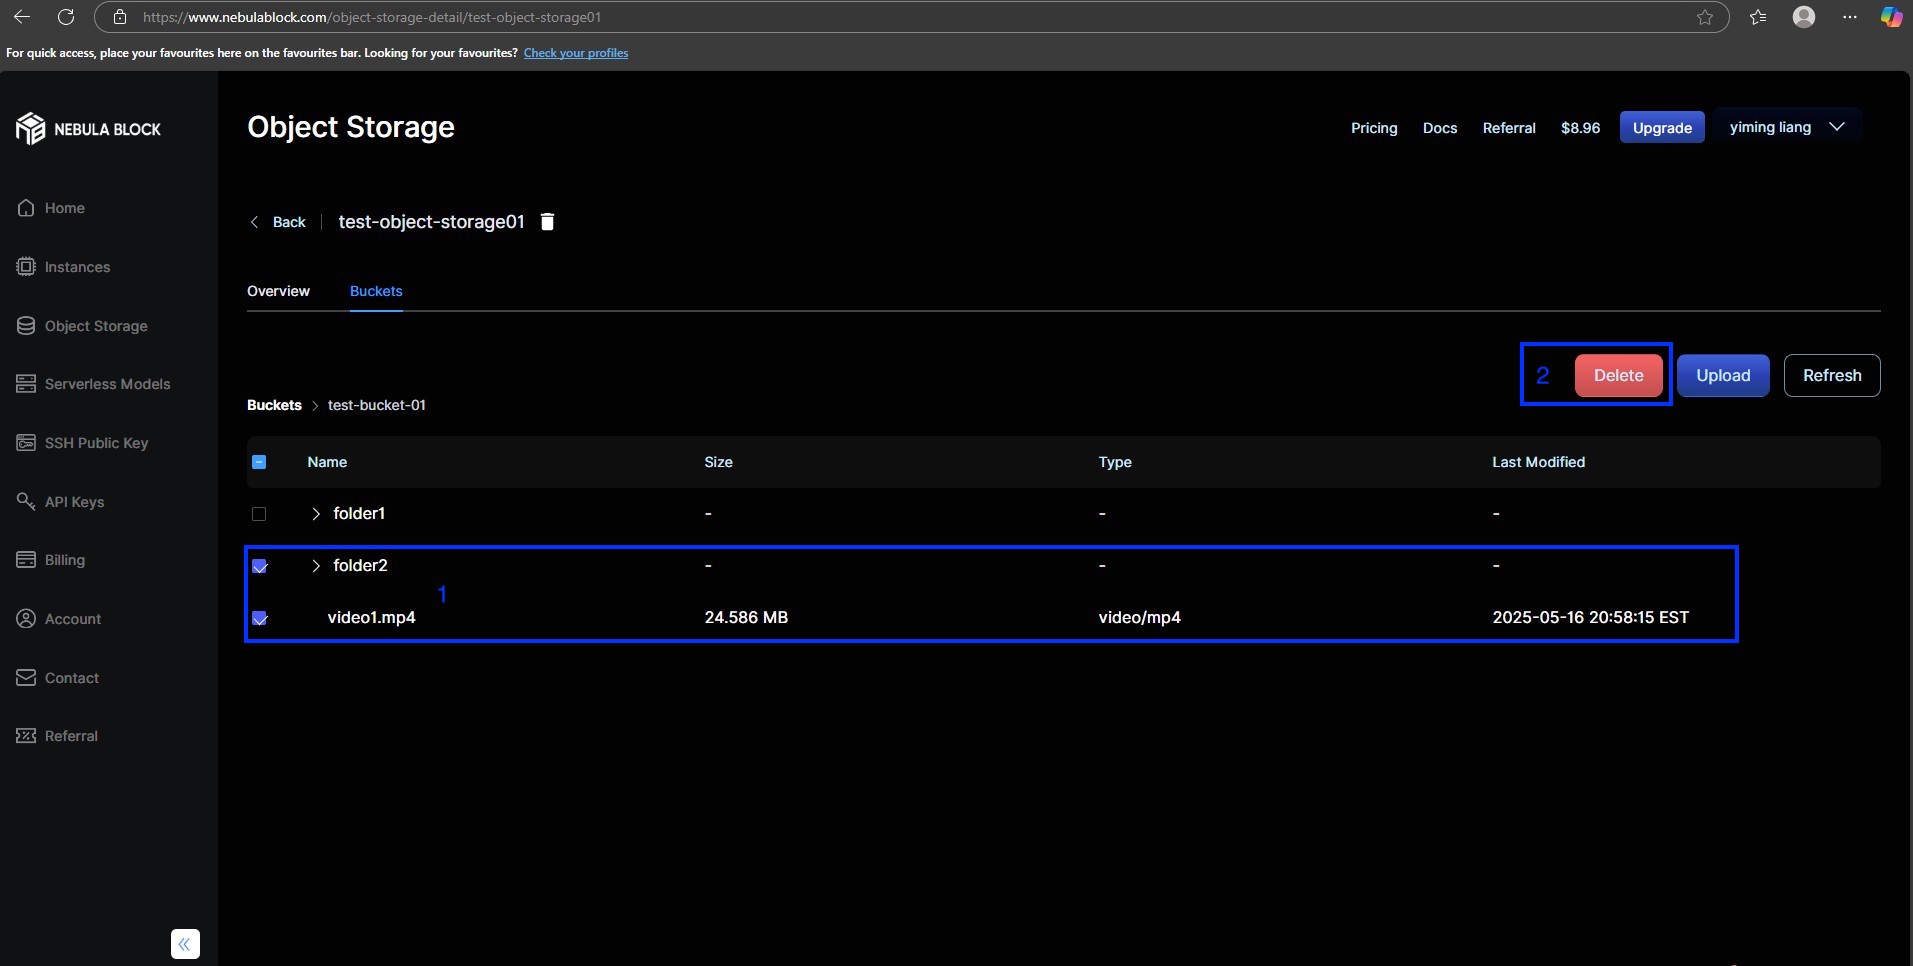 https://www.nebulablock.com/object-storage-detail/test-object-storage01
For quick access, place your favourites here on the favourites bar. Looking for your favourites? Check your profiles
NEBULA BLOCK
Home
Instances
Object Storage
Serverless Models
SSH Public Key
API Keys
Billing
Account
Contact
Referral
Object Storage
Pricing Docs Referral $8.96 Upgrade yiming liang
Back | test-object-storage01
Overview Buckets
2 Delete Upload Refresh
Buckets > test-bucket-01
Name Size Type Last Modified
folder1 - - -
folder2 - - -
1
video1.mp4 24.586 MB video/mp4 2025-05-16 20:58:15 EST